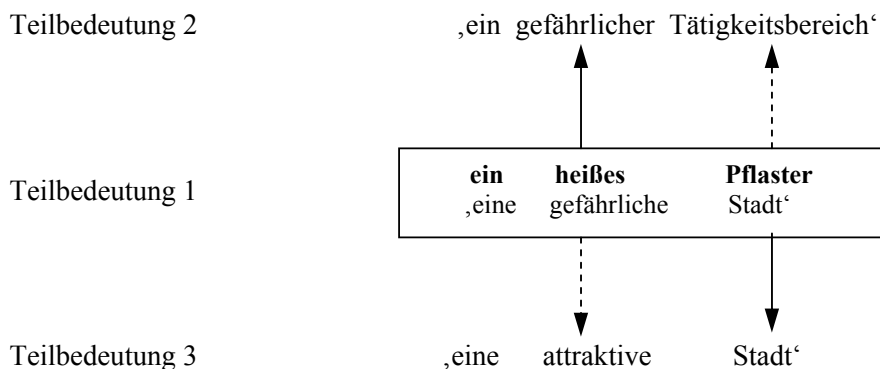 Teilbedeutung 2 ‚ein gefährlicher Tätigkeitsbereich‘
ein heißes Pflaster
Teilbedeutung 1 ‚eine gefährliche Stadt‘
Teilbedeutung 3 ‚eine attraktive Stadt‘